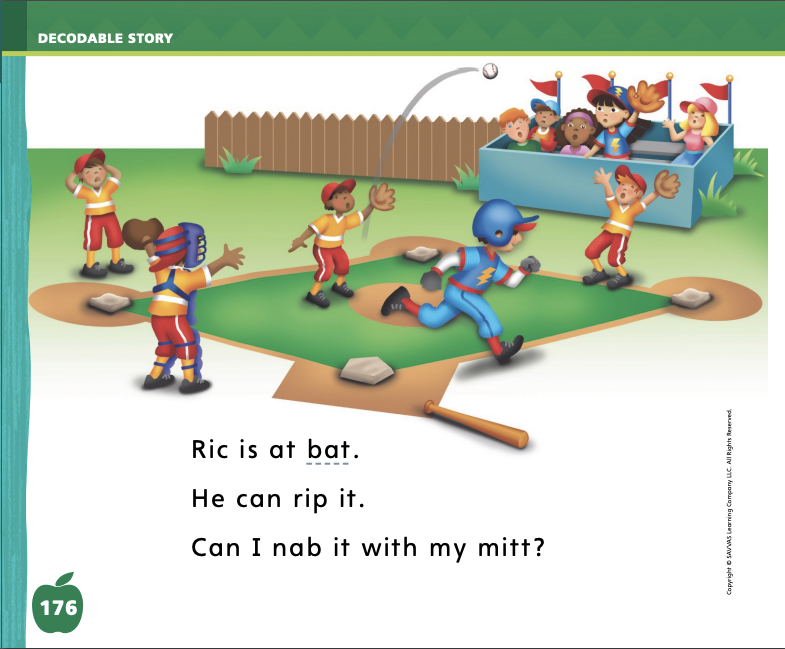 DECODABLE STORY
Ric is at bat.
He can rip it.
Can I nab it with my mitt?
176
Copyright © SAVVAS Learning Company LLC. All Rights Reserved.